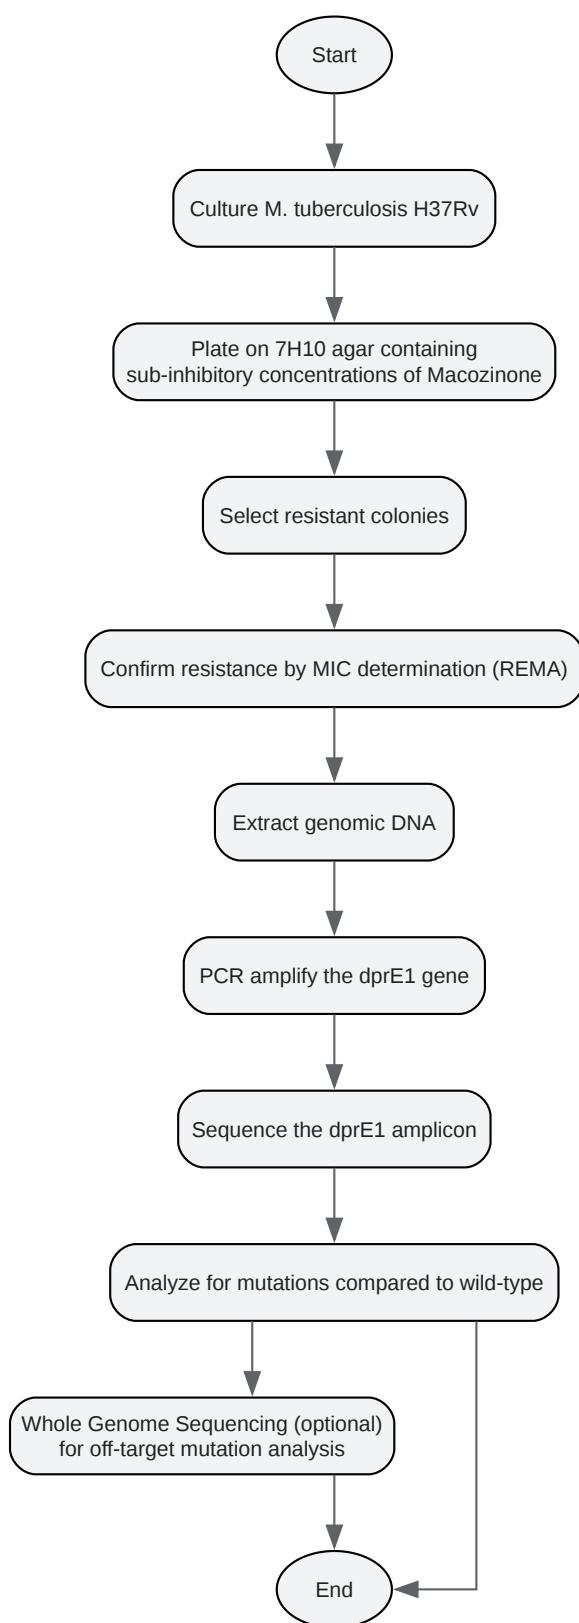 Start
Culture M. tuberculosis H37Rv
Plate on 7H10 agar containing
sub-inhibitory concentrations of Macozinone
Select resistant colonies
Confirm resistance by MIC determination (REMA)
Extract genomic DNA
PCR amplify the dprE1 gene
Sequence the dprE1 amplicon
Analyze for mutations compared to wild-type
Whole Genome Sequencing (optional)
for off-target mutation analysis
End